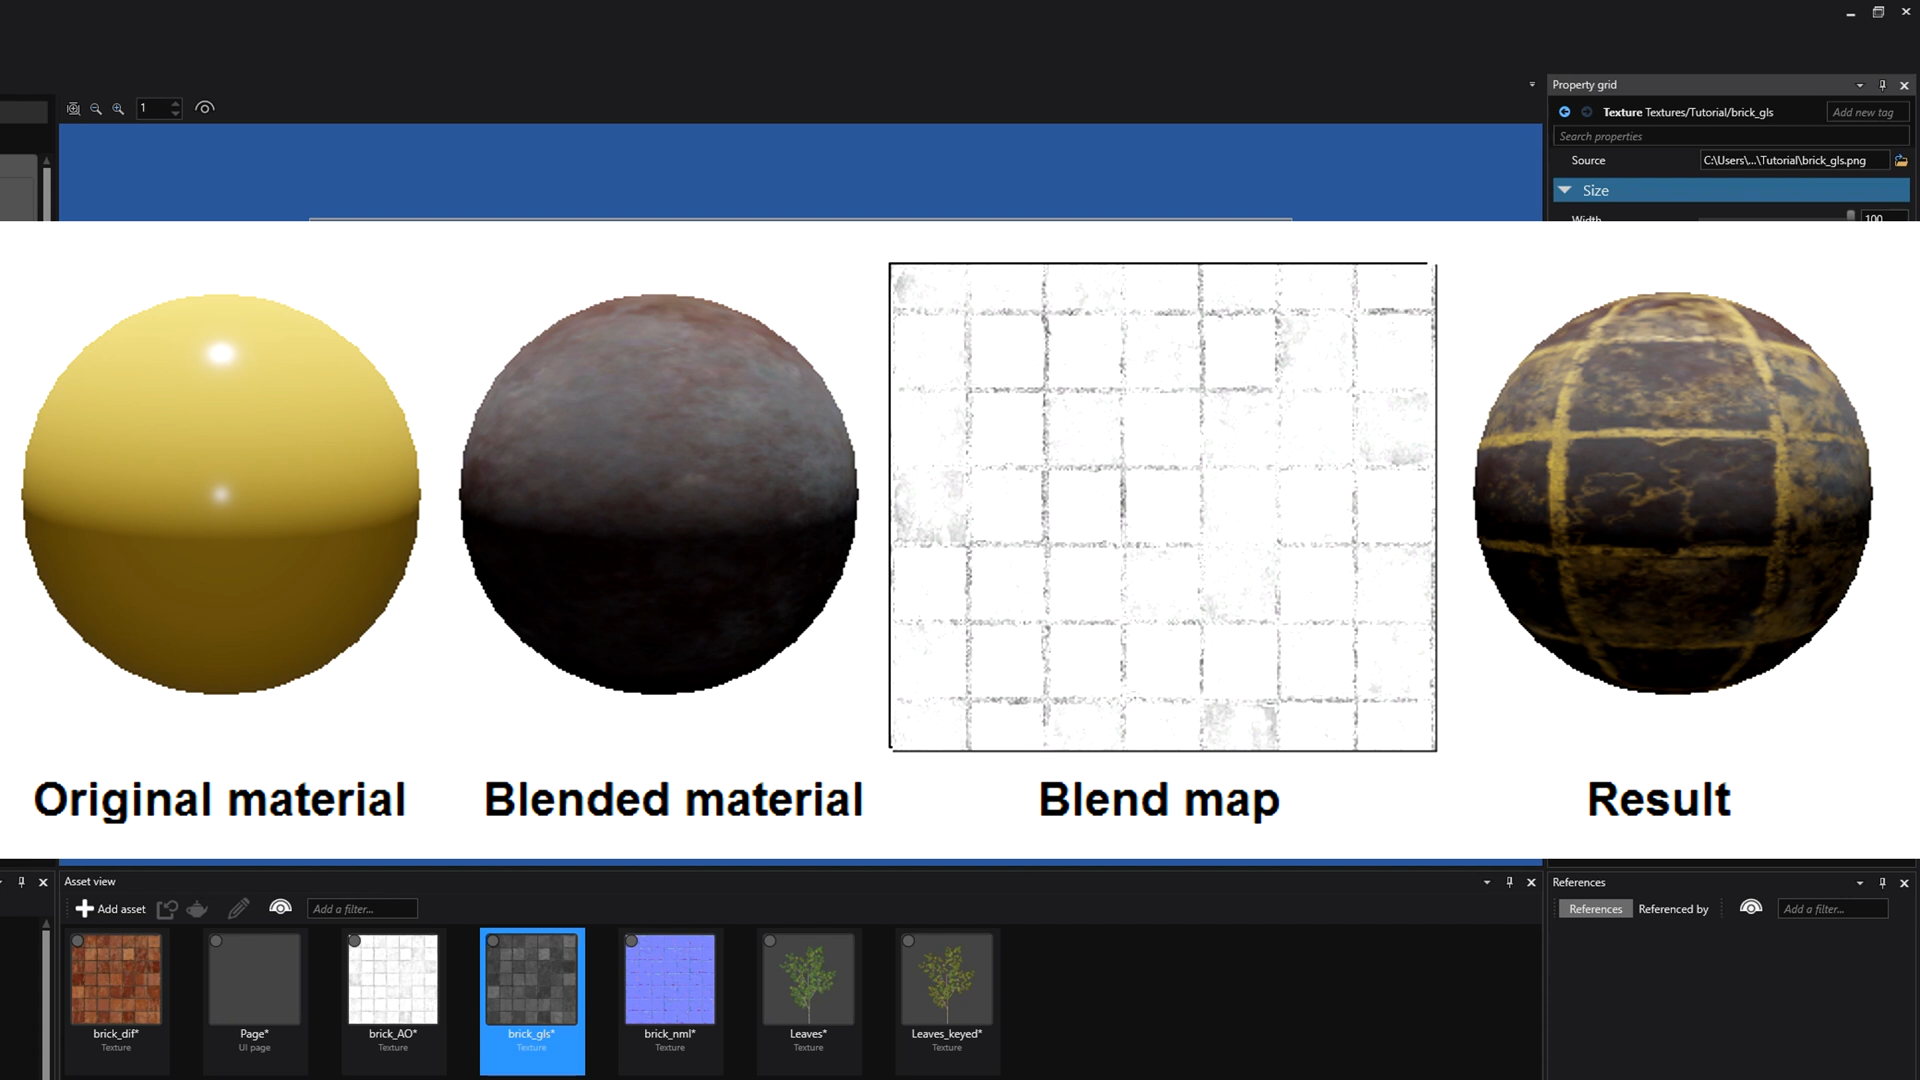 Property grid
1
Texture Textures/Tutorial/brick_gls
Add new tag
Search properties
Source
C:\Users\...\Tutorial\brick_gls.png
Size
Width
100
Original material
Blended material
Blend map
Result
Asset view
References
Add asset
Add a filter...
References
Referenced by
Add a filter...
brick_dif*
Texture
Page*
UI page
brick_AO*
Texture
brick_gls*
Texture
brick_nml*
Texture
Leaves*
Texture
Leaves_keyed*
Texture